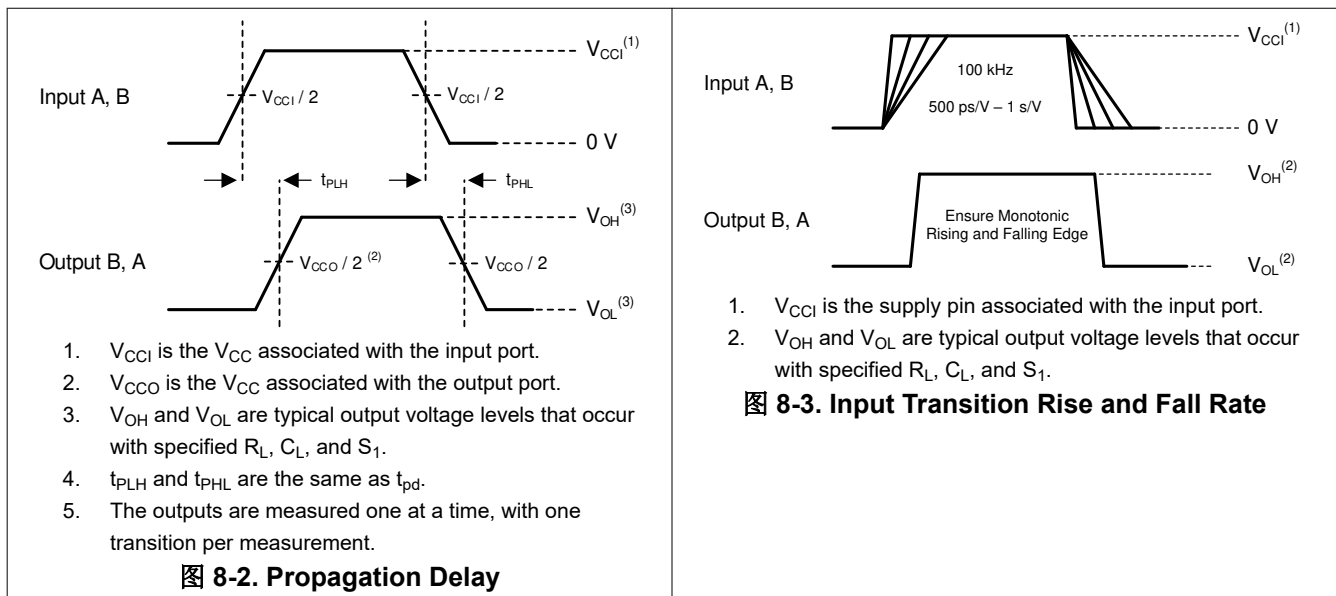 V_CCI^(1)
Input A, B
V_CCI / 2
V_CCI / 2
0 V
t_PLH
t_PHL
V_OH^(3)
Output B, A
V_CCO / 2 ^(2)
V_CCO / 2
V_OL^(3)
1. V_CCI is the V_CC associated with the input port.
2. V_CCO is the V_CC associated with the output port.
3. V_OH and V_OL are typical output voltage levels that occur
with specified R_L, C_L, and S_1.
4. t_PLH and t_PHL are the same as t_pd.
5. The outputs are measured one at a time, with one
transition per measurement.
图 8-2. Propagation Delay
V_CCI^(1)
Input A, B
100 kHz
500 ps/V – 1 s/V
0 V
V_OH^(2)
Output B, A
Ensure Monotonic
Rising and Falling Edge
V_OL^(2)
1. V_CCI is the supply pin associated with the input port.
2. V_OH and V_OL are typical output voltage levels that occur
with specified R_L, C_L, and S_1.
图 8-3. Input Transition Rise and Fall Rate